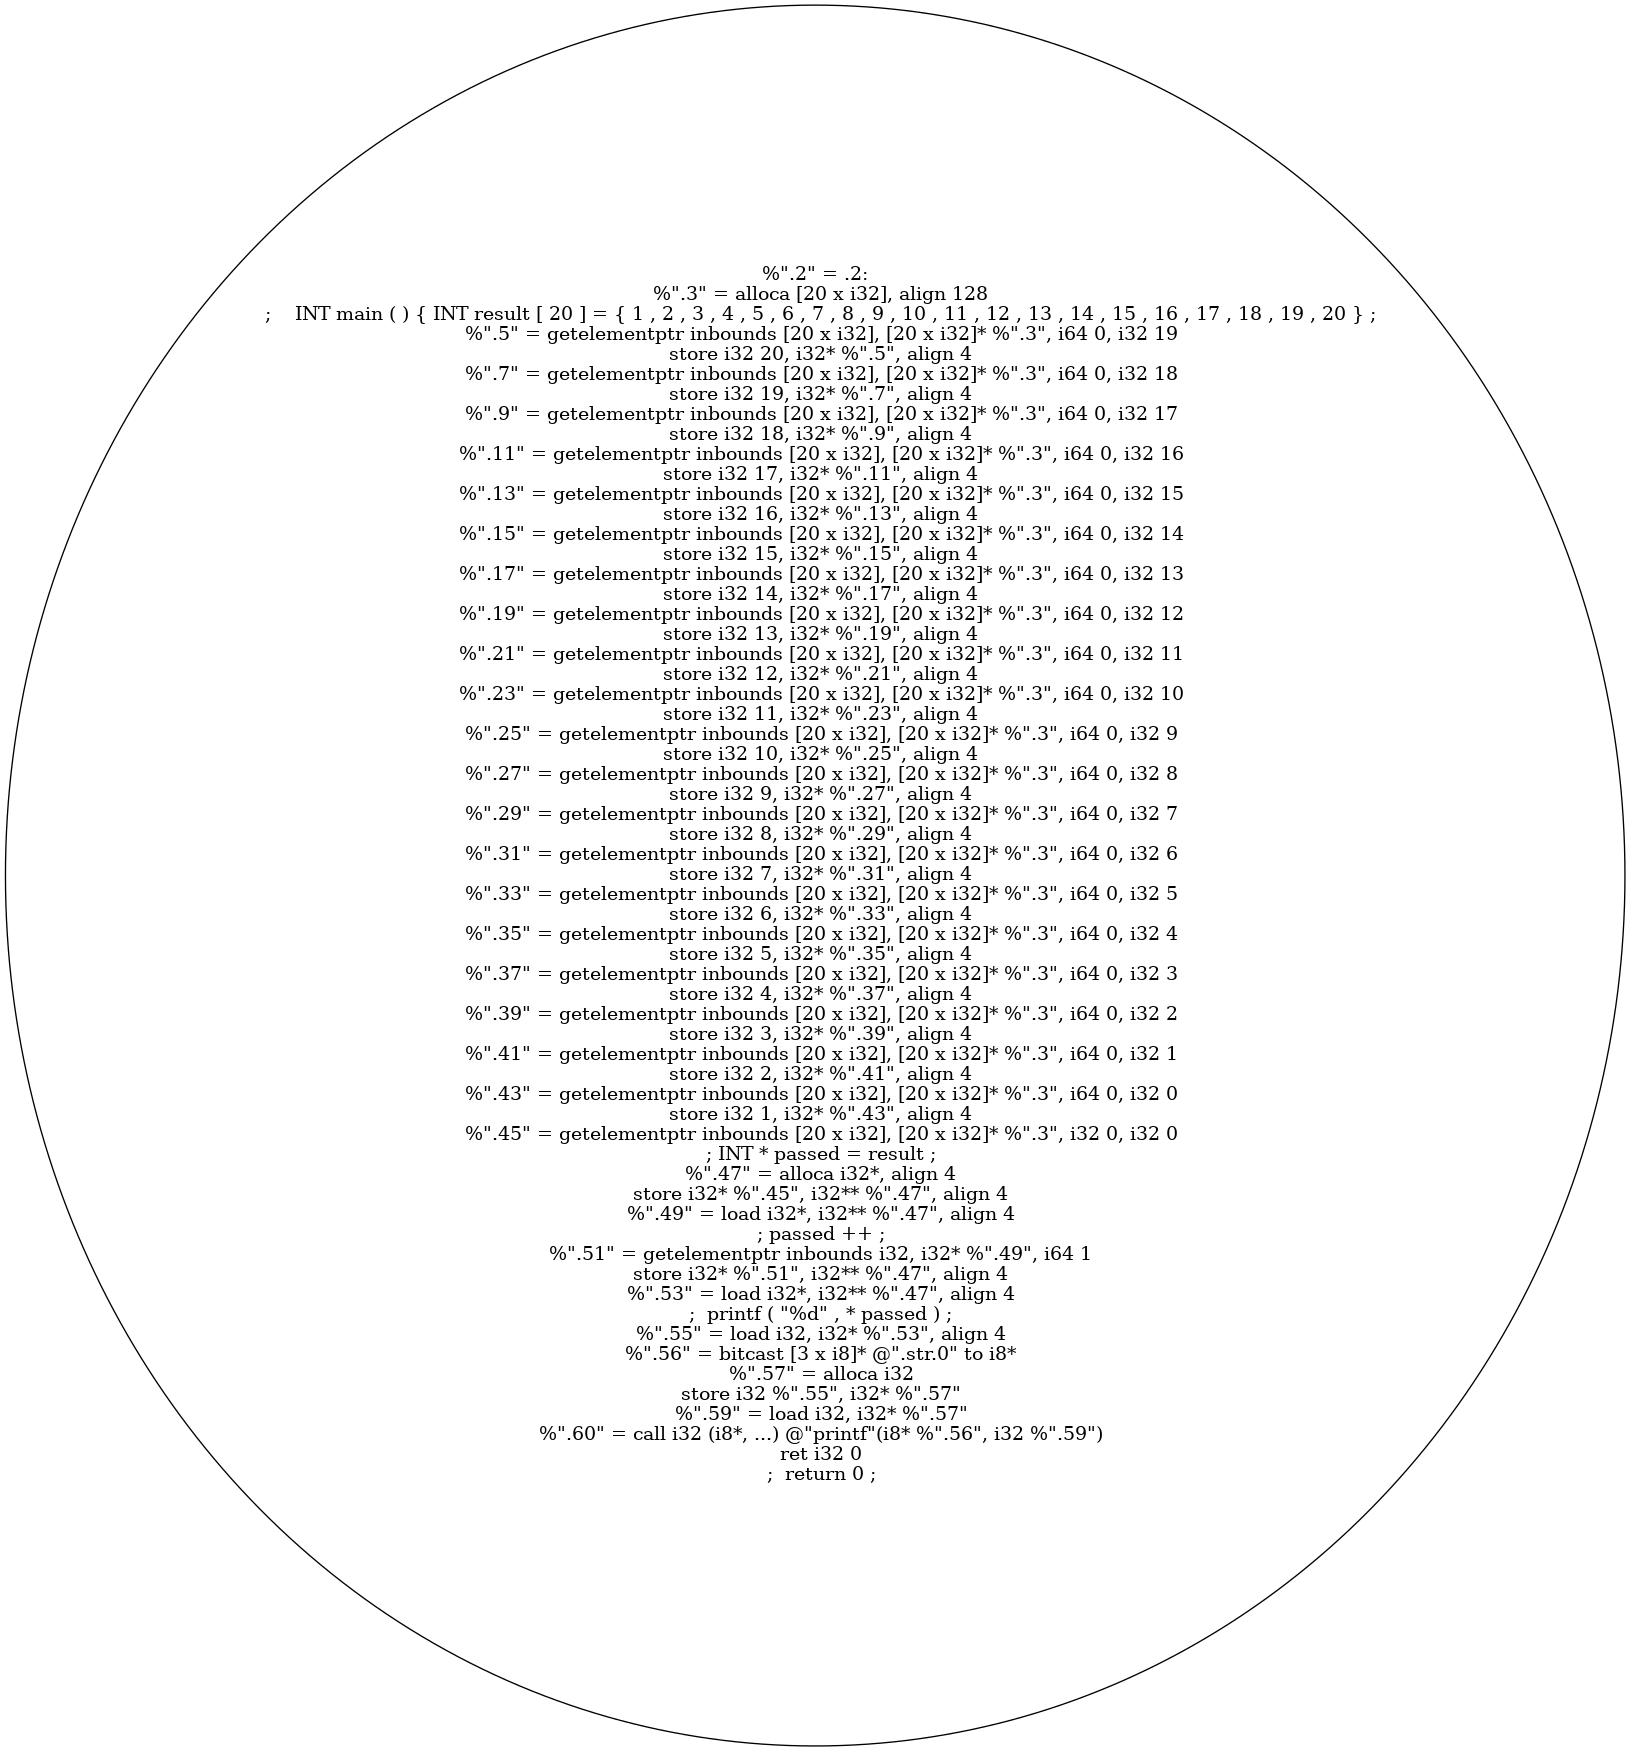 %".2" = .2:
%".3" = alloca [20 x i32], align 128
;    INT main ( ) { INT result [ 20 ] = { 1 , 2 , 3 , 4 , 5 , 6 , 7 , 8 , 9 , 10 , 11 , 12 , 13 , 14 , 15 , 16 , 17 , 18 , 19 , 20 } ;
%".5" = getelementptr inbounds [20 x i32], [20 x i32]* %".3", i64 0, i32 19
store i32 20, i32* %".5", align 4
%".7" = getelementptr inbounds [20 x i32], [20 x i32]* %".3", i64 0, i32 18
store i32 19, i32* %".7", align 4
%".9" = getelementptr inbounds [20 x i32], [20 x i32]* %".3", i64 0, i32 17
store i32 18, i32* %".9", align 4
%".11" = getelementptr inbounds [20 x i32], [20 x i32]* %".3", i64 0, i32 16
store i32 17, i32* %".11", align 4
%".13" = getelementptr inbounds [20 x i32], [20 x i32]* %".3", i64 0, i32 15
store i32 16, i32* %".13", align 4
%".15" = getelementptr inbounds [20 x i32], [20 x i32]* %".3", i64 0, i32 14
store i32 15, i32* %".15", align 4
%".17" = getelementptr inbounds [20 x i32], [20 x i32]* %".3", i64 0, i32 13
store i32 14, i32* %".17", align 4
%".19" = getelementptr inbounds [20 x i32], [20 x i32]* %".3", i64 0, i32 12
store i32 13, i32* %".19", align 4
%".21" = getelementptr inbounds [20 x i32], [20 x i32]* %".3", i64 0, i32 11
store i32 12, i32* %".21", align 4
%".23" = getelementptr inbounds [20 x i32], [20 x i32]* %".3", i64 0, i32 10
store i32 11, i32* %".23", align 4
%".25" = getelementptr inbounds [20 x i32], [20 x i32]* %".3", i64 0, i32 9
store i32 10, i32* %".25", align 4
%".27" = getelementptr inbounds [20 x i32], [20 x i32]* %".3", i64 0, i32 8
store i32 9, i32* %".27", align 4
%".29" = getelementptr inbounds [20 x i32], [20 x i32]* %".3", i64 0, i32 7
store i32 8, i32* %".29", align 4
%".31" = getelementptr inbounds [20 x i32], [20 x i32]* %".3", i64 0, i32 6
store i32 7, i32* %".31", align 4
%".33" = getelementptr inbounds [20 x i32], [20 x i32]* %".3", i64 0, i32 5
store i32 6, i32* %".33", align 4
%".35" = getelementptr inbounds [20 x i32], [20 x i32]* %".3", i64 0, i32 4
store i32 5, i32* %".35", align 4
%".37" = getelementptr inbounds [20 x i32], [20 x i32]* %".3", i64 0, i32 3
store i32 4, i32* %".37", align 4
%".39" = getelementptr inbounds [20 x i32], [20 x i32]* %".3", i64 0, i32 2
store i32 3, i32* %".39", align 4
%".41" = getelementptr inbounds [20 x i32], [20 x i32]* %".3", i64 0, i32 1
store i32 2, i32* %".41", align 4
%".43" = getelementptr inbounds [20 x i32], [20 x i32]* %".3", i64 0, i32 0
store i32 1, i32* %".43", align 4
%".45" = getelementptr inbounds [20 x i32], [20 x i32]* %".3", i32 0, i32 0
; INT * passed = result ;
%".47" = alloca i32*, align 4
store i32* %".45", i32** %".47", align 4
%".49" = load i32*, i32** %".47", align 4
; passed ++ ;
%".51" = getelementptr inbounds i32, i32* %".49", i64 1
store i32* %".51", i32** %".47", align 4
%".53" = load i32*, i32** %".47", align 4
;  printf ( "%d" , * passed ) ;
%".55" = load i32, i32* %".53", align 4
%".56" = bitcast [3 x i8]* @".str.0" to i8*
%".57" = alloca i32
store i32 %".55", i32* %".57"
%".59" = load i32, i32* %".57"
%".60" = call i32 (i8*, ...) @"printf"(i8* %".56", i32 %".59")
ret i32 0
;  return 0 ;